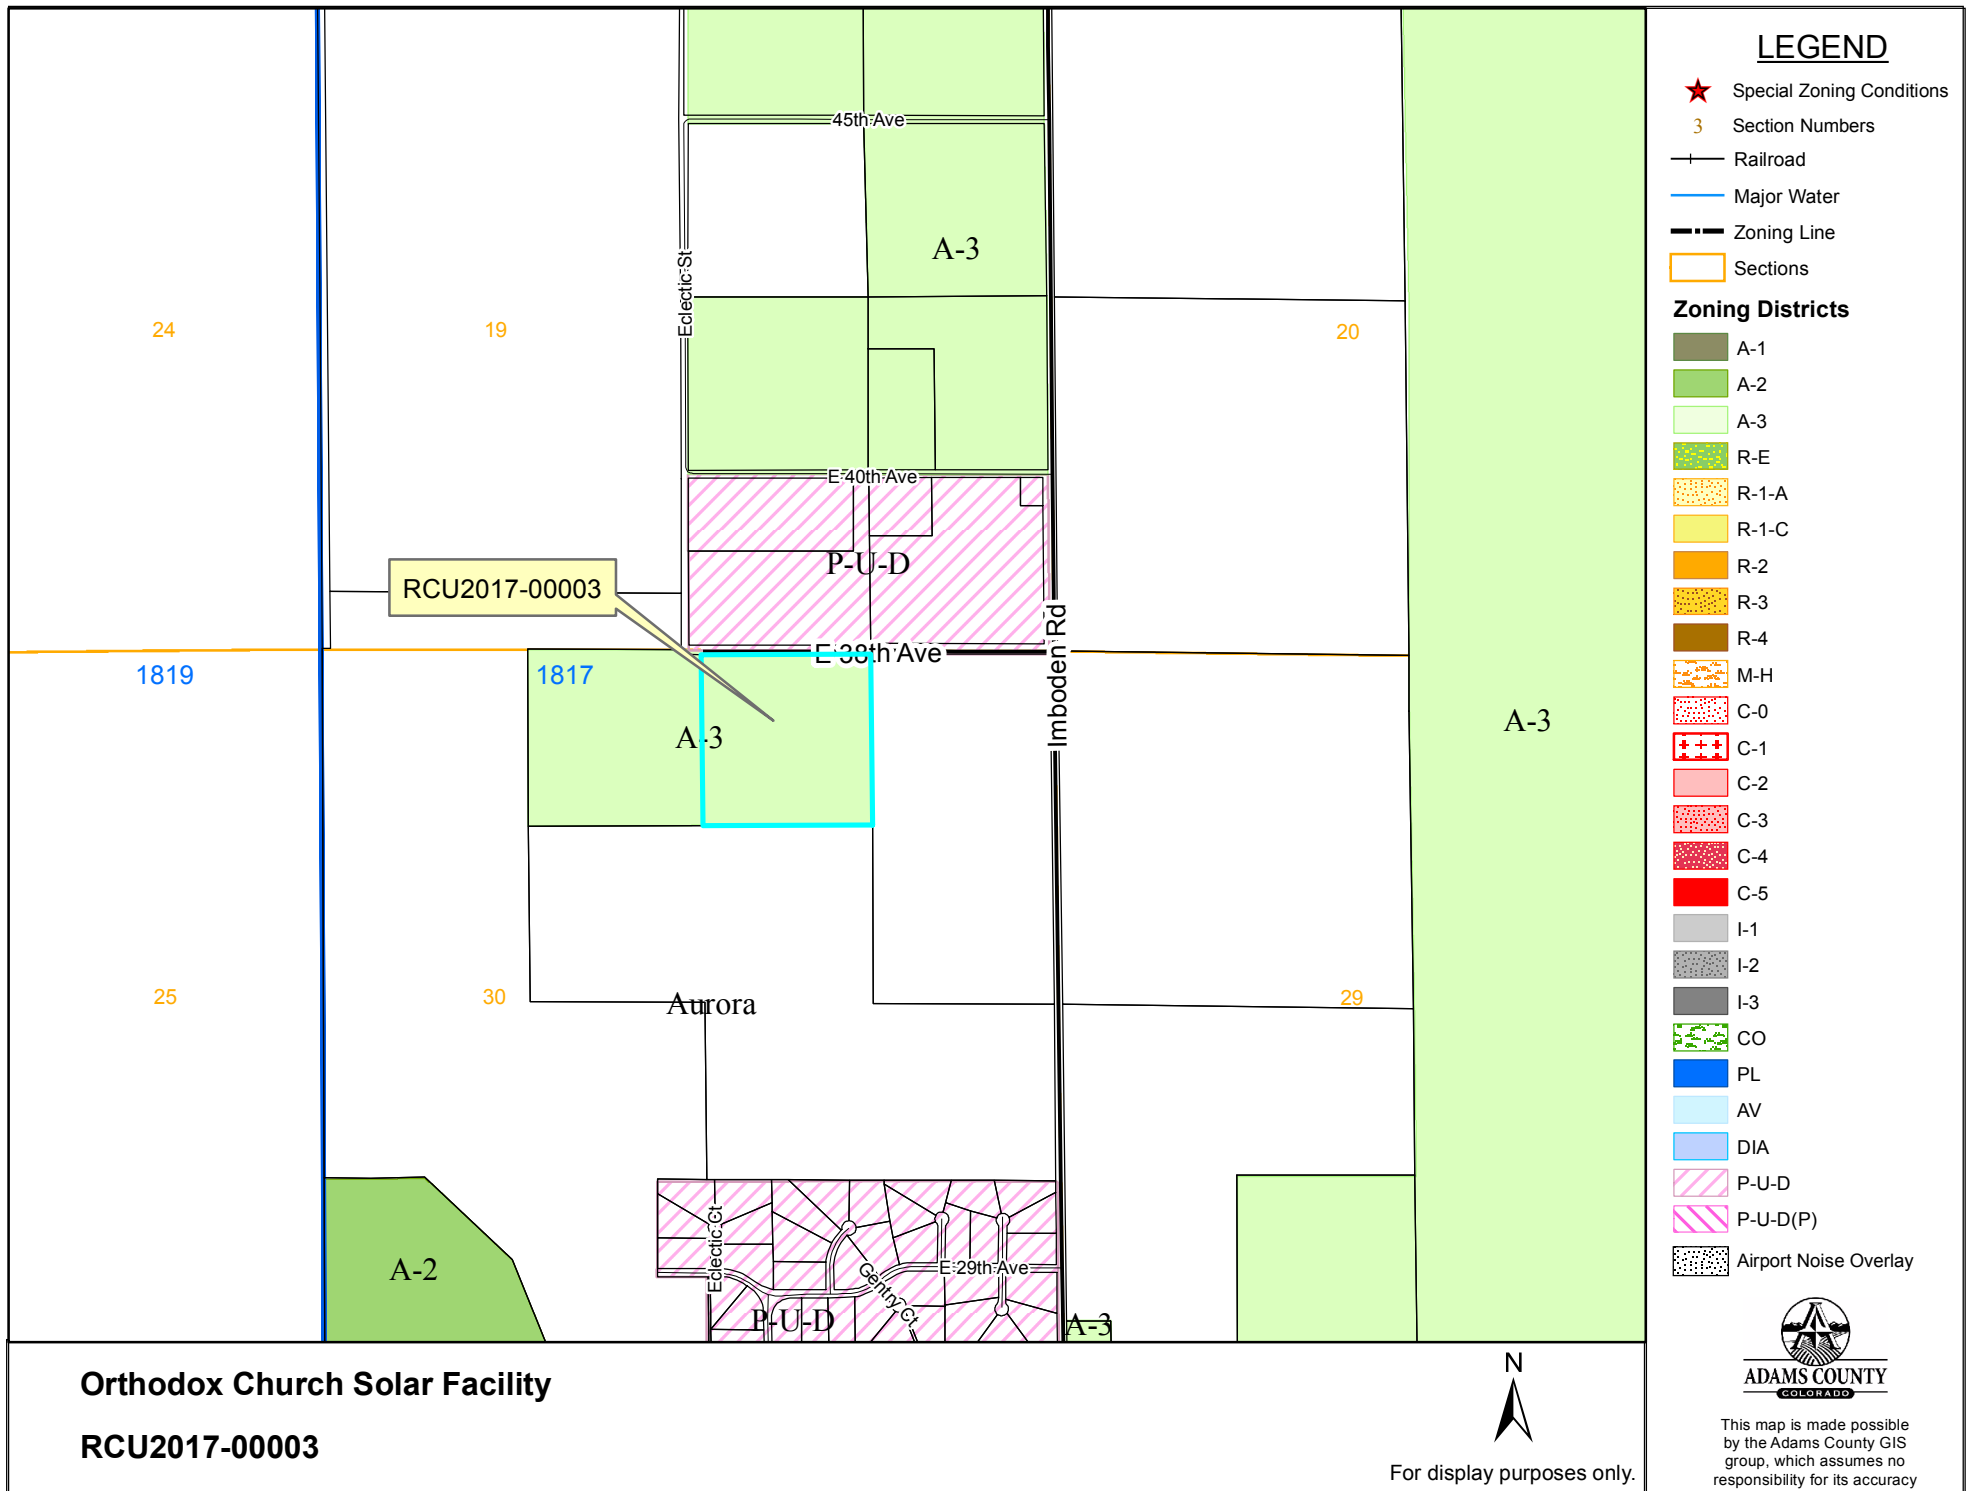 45th Ave
A-3
Eclectic St
24
19
20
E 40th Ave
P-U-D
RCU2017-00003
Imboden Rd
E 38th Ave
1819
1817
A-3
A-3
25
30
29
Aurora
A-2
Eclectic Ct
E 29th Ave
Gentry Ct
P-U-D
A-3
Orthodox Church Solar Facility
RCU2017-00003
N
For display purposes only.
LEGEND
Special Zoning Conditions
3 Section Numbers
Railroad
Major Water
Zoning Line
Sections
Zoning Districts
A-1
A-2
A-3
R-E
R-1-A
R-1-C
R-2
R-3
R-4
M-H
C-0
C-1
C-2
C-3
C-4
C-5
I-1
I-2
I-3
CO
PL
AV
DIA
P-U-D
P-U-D(P)
Airport Noise Overlay
ADAMS COUNTY
COLORADO
This map is made possible
by the Adams County GIS
group, which assumes no
responsibility for its accuracy